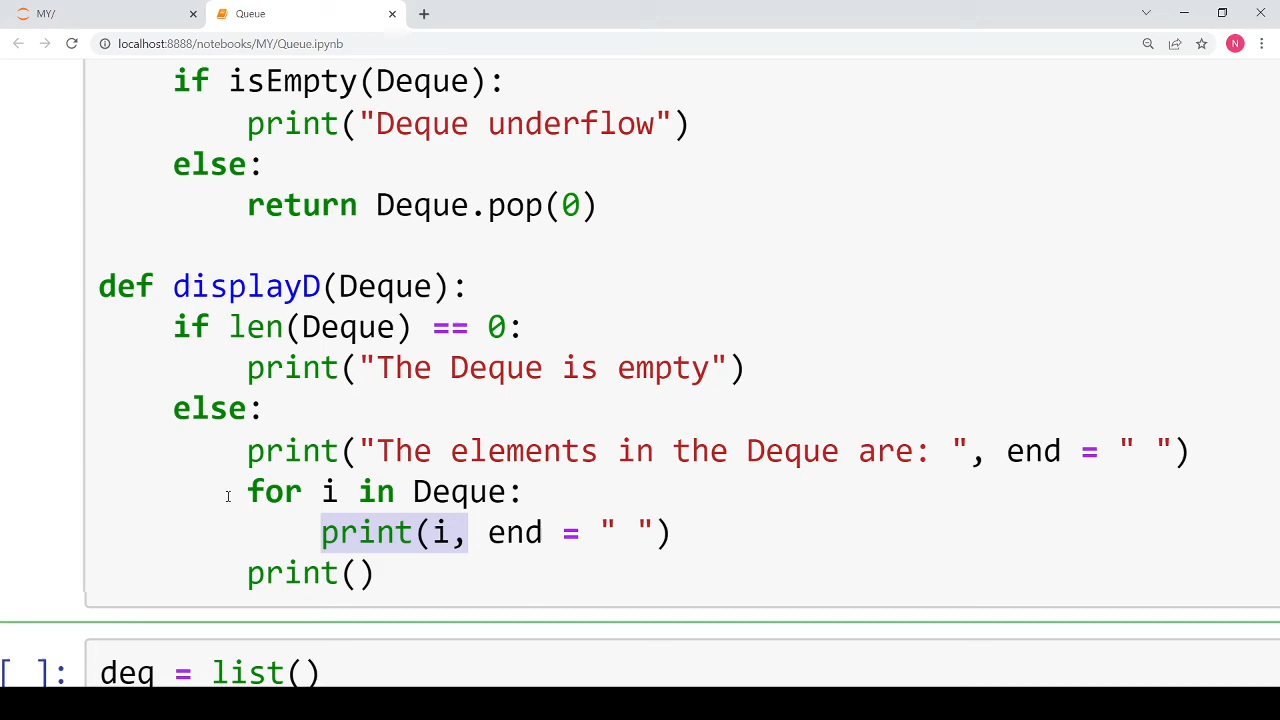 MY/
Queue
localhost:8888/notebooks/MY/Queue.ipynb
N
if isEmpty(Deque):
print("Deque underflow")
else:
return Deque.pop(0)
def displayD(Deque):
if len(Deque) == 0:
print("The Deque is empty")
else:
print("The elements in the Deque are: ", end = " ")
for i in Deque:
print(i, end = " ")
print()
[ ]: deq = list()